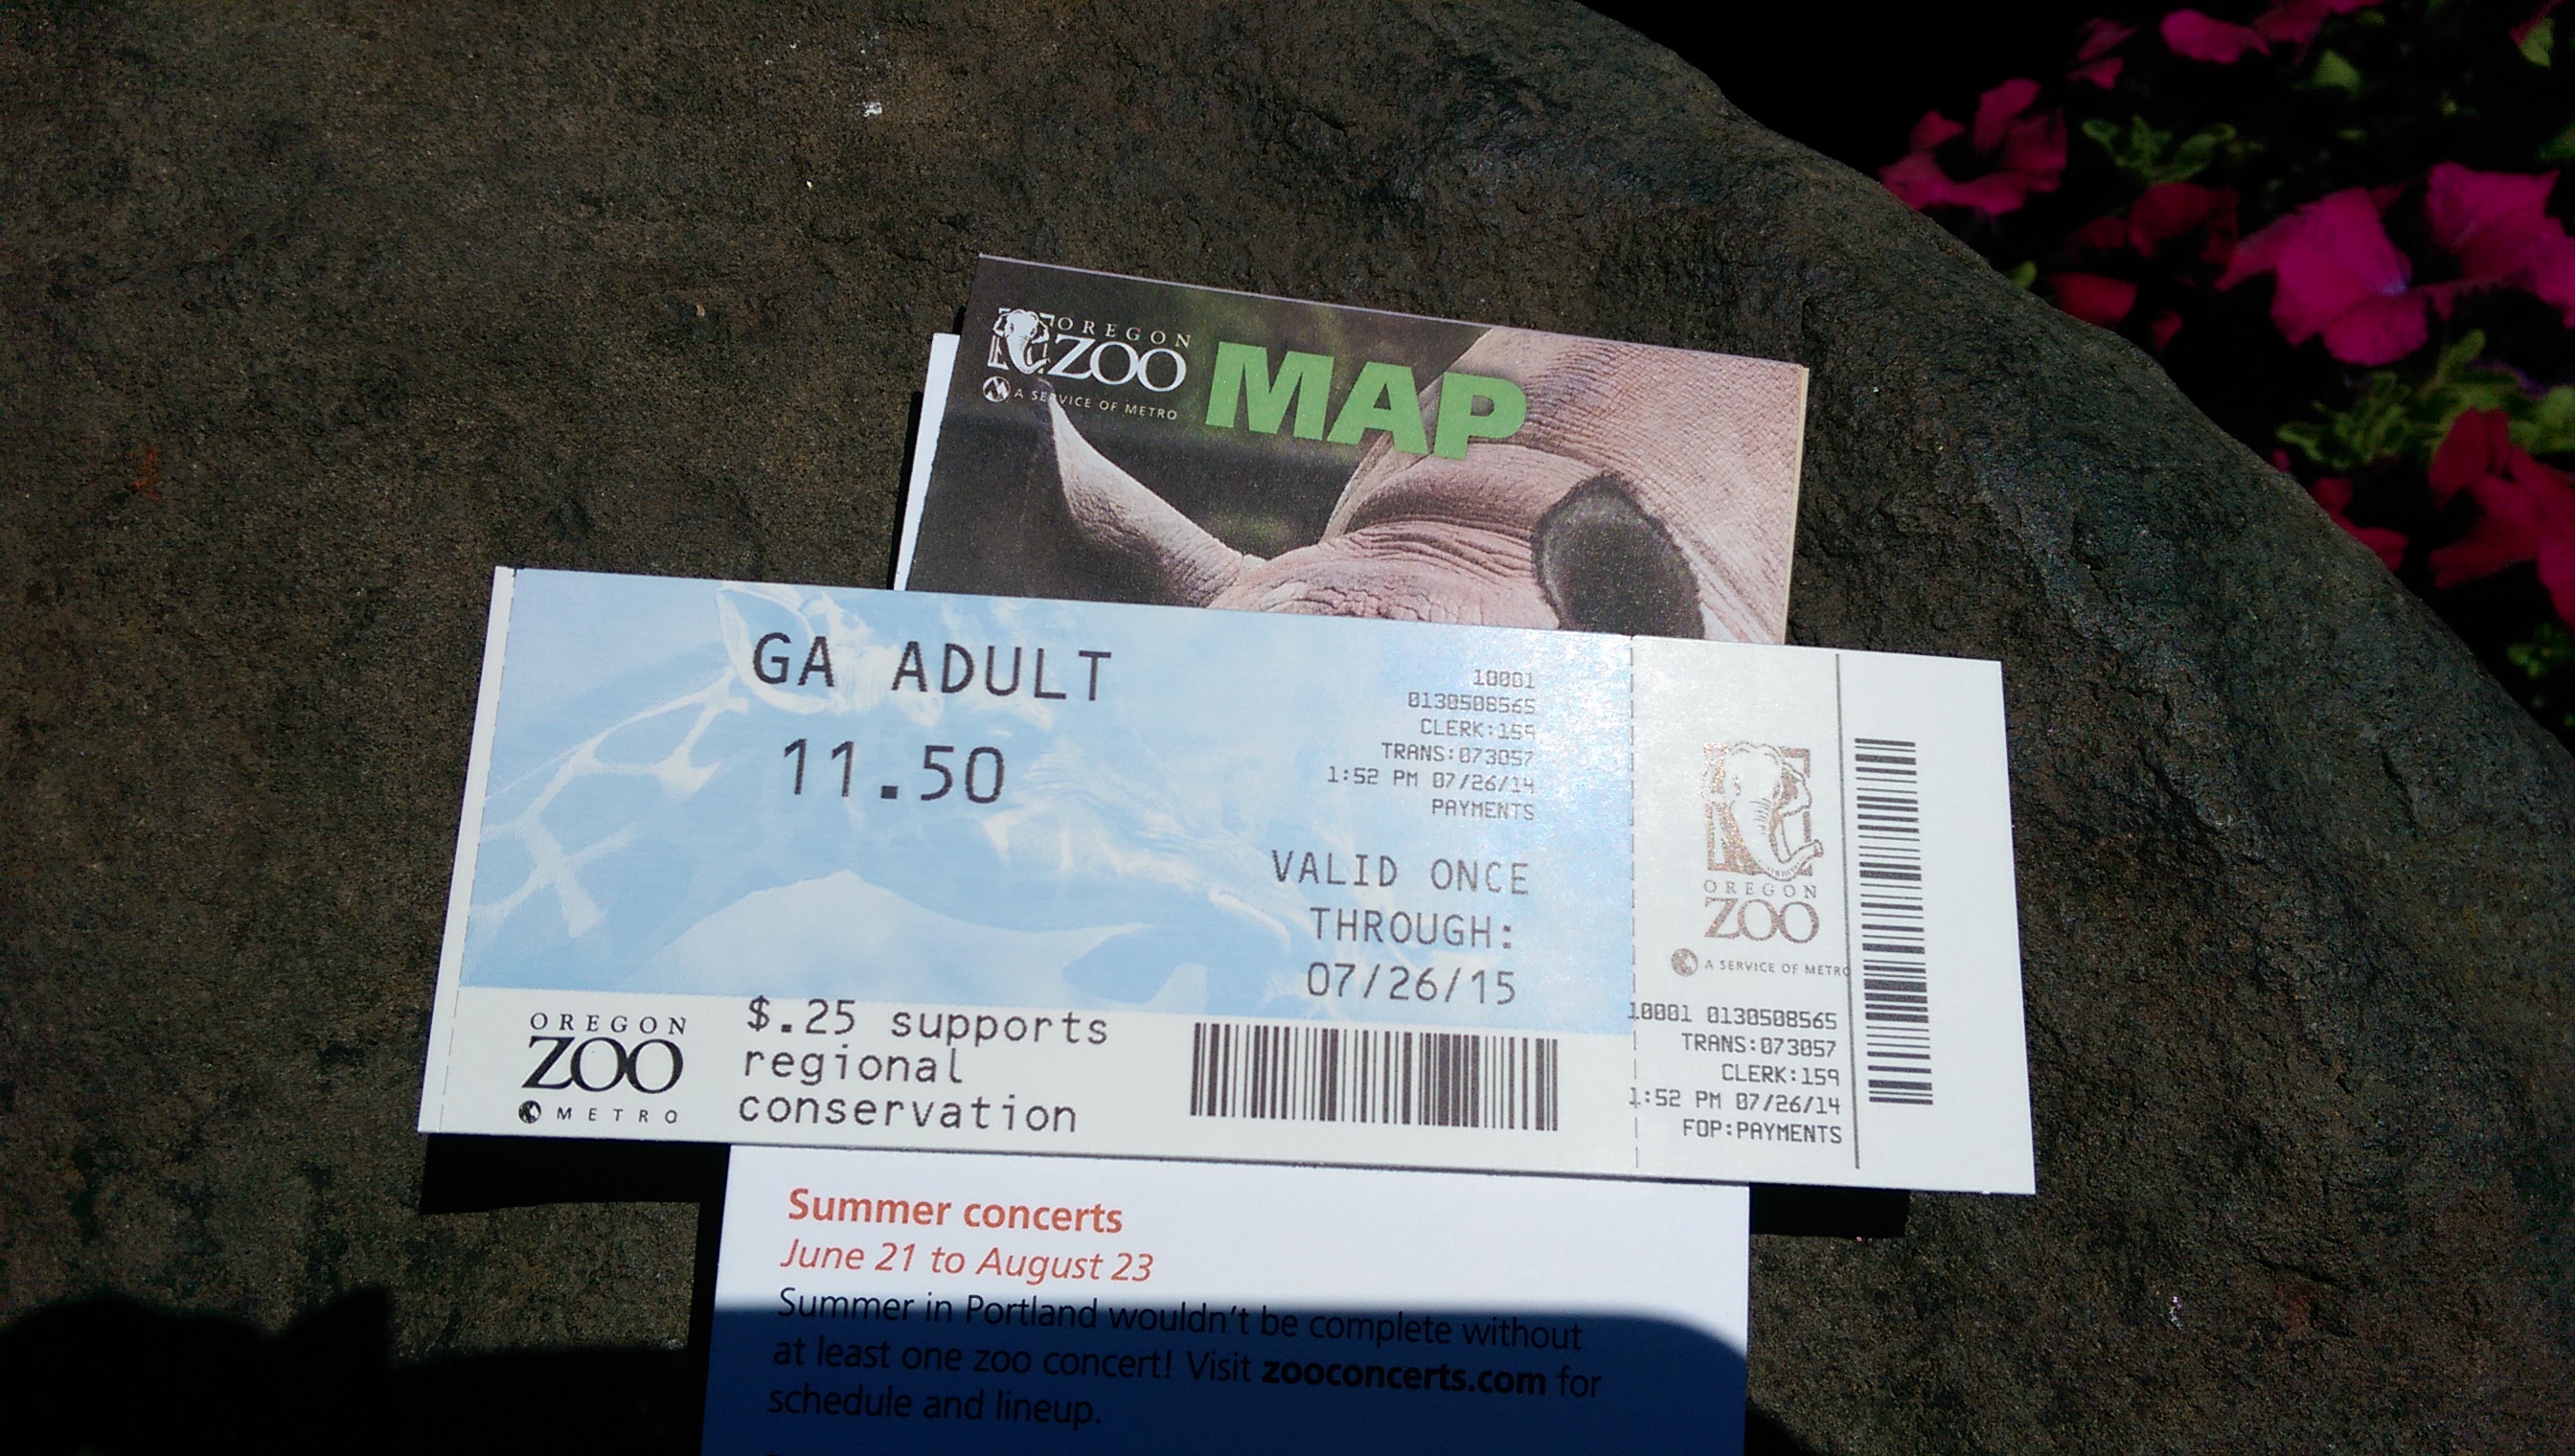 OREGON
ZOO
A SERVICE OF METRO
MAP
GA ADULT
11.50
10001
0130508565
CLERK:159
TRANS:073057
1:52 PM 07/26/14
PAYMENTS
VALID ONCE
THROUGH:
07/26/15
OREGON
ZOO
METRO
$.25 supports
regional
conservation
OREGON
ZOO
A SERVICE OF METRO
10001 0130508565
TRANS:073057
CLERK:159
1:52 PM 07/26/14
FOP:PAYMENTS
Summer concerts
June 21 to August 23
Summer in Portland wouldn't be complete without
at least one zoo concert! Visit zooconcerts.com for
schedule and lineup.